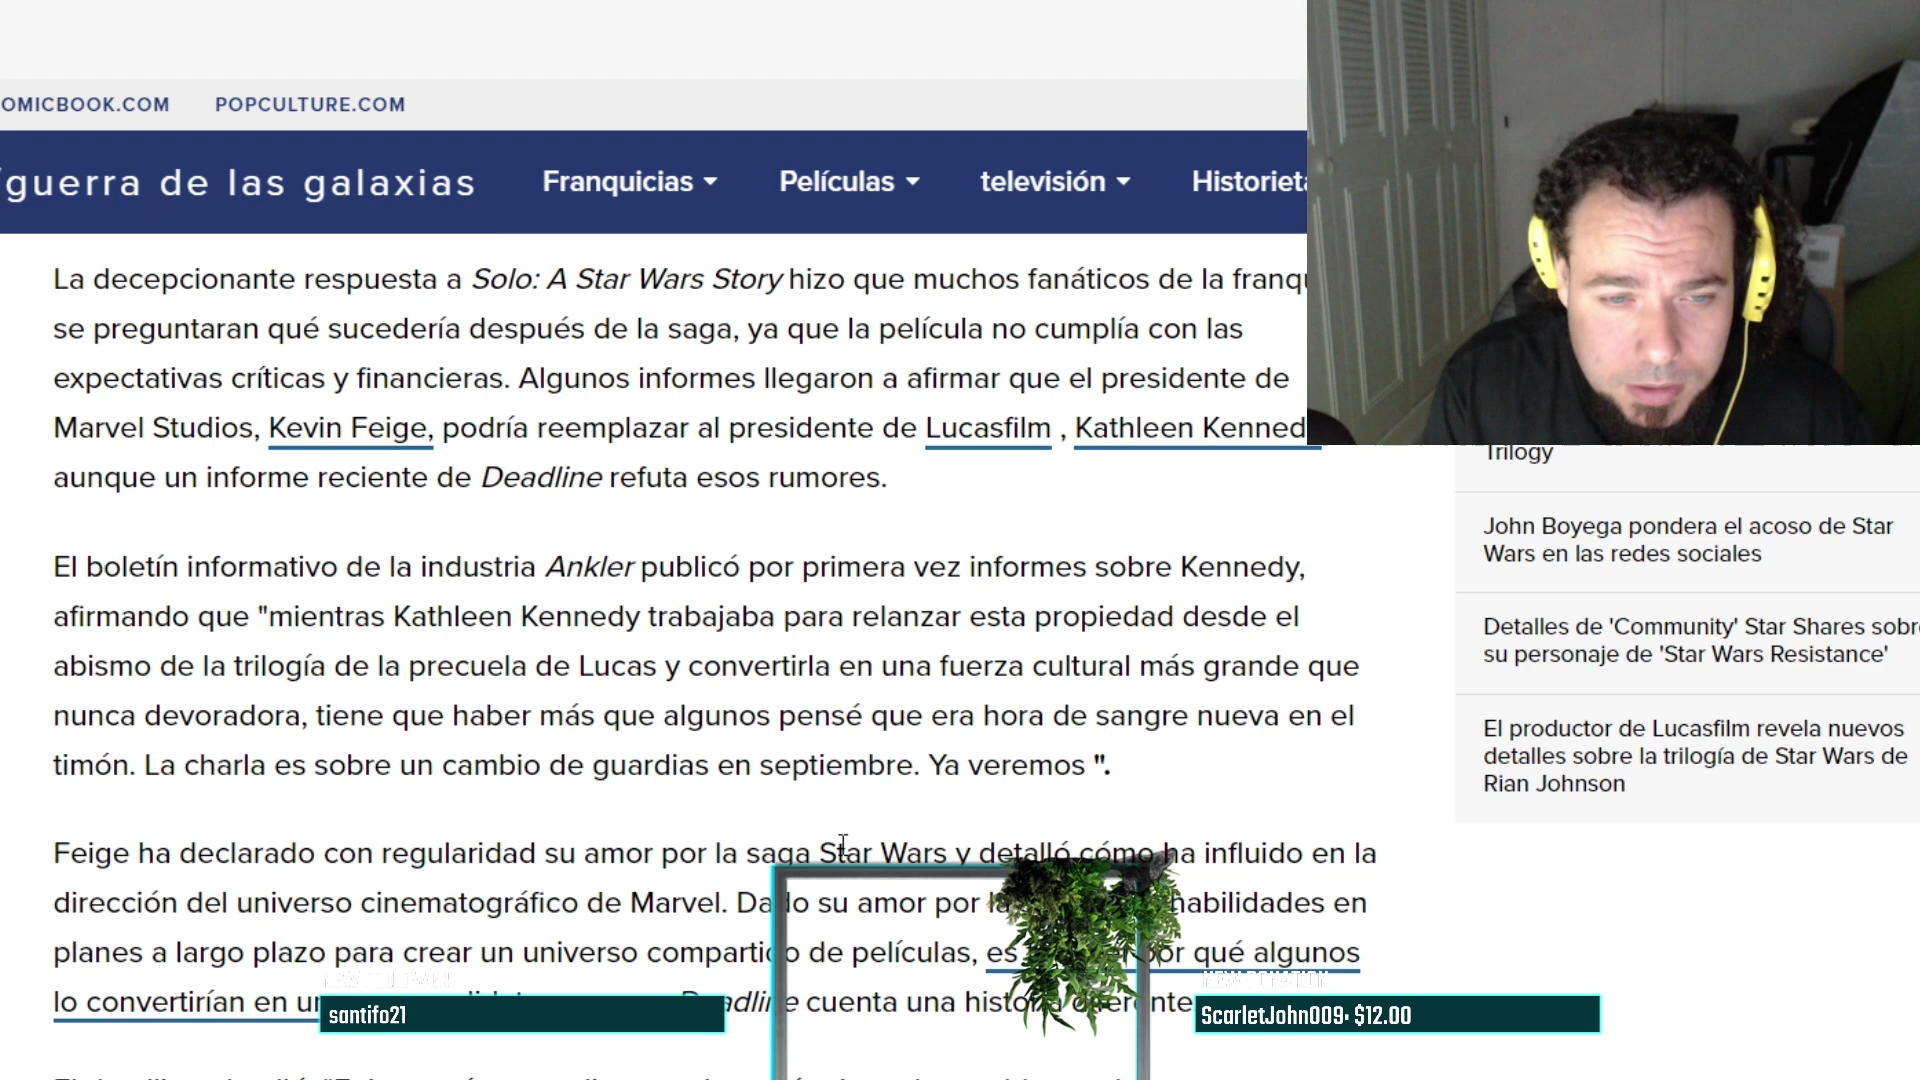 OMICBOOK.COM POPCULTURE.COM
guerra de las galaxias Franquicias Películas televisión Historieta
La decepcionante respuesta a Solo: A Star Wars Story hizo que muchos fanáticos de la franqu
se preguntaran qué sucedería después de la saga, ya que la película no cumplía con las
expectativas críticas y financieras. Algunos informes llegaron a afirmar que el presidente de
Marvel Studios, Kevin Feige, podría reemplazar al presidente de Lucasfilm , Kathleen Kenned
aunque un informe reciente de Deadline refuta esos rumores.
El boletín informativo de la industria Ankler publicó por primera vez informes sobre Kennedy,
afirmando que "mientras Kathleen Kennedy trabajaba para relanzar esta propiedad desde el
abismo de la trilogía de la precuela de Lucas y convertirla en una fuerza cultural más grande que
nunca devoradora, tiene que haber más que algunos pensé que era hora de sangre nueva en el
timón. La charla es sobre un cambio de guardias en septiembre. Ya veremos ".
Feige ha declarado con regularidad su amor por la saga Star Wars y detalló cómo ha influido en la
dirección del universo cinematográfico de Marvel. Dado su amor por la habilidades en
planes a largo plazo para crear un universo compartido de películas, es por qué algunos
lo convertirían en un Deadline cuenta una historia diferente
Trilogy
John Boyega pondera el acoso de Star
Wars en las redes sociales
Detalles de 'Community' Star Shares sobre
su personaje de 'Star Wars Resistance'
El productor de Lucasfilm revela nuevos
detalles sobre la trilogía de Star Wars de
Rian Johnson
santifo21
NEW DONATION
ScarletJohn009: $12.00